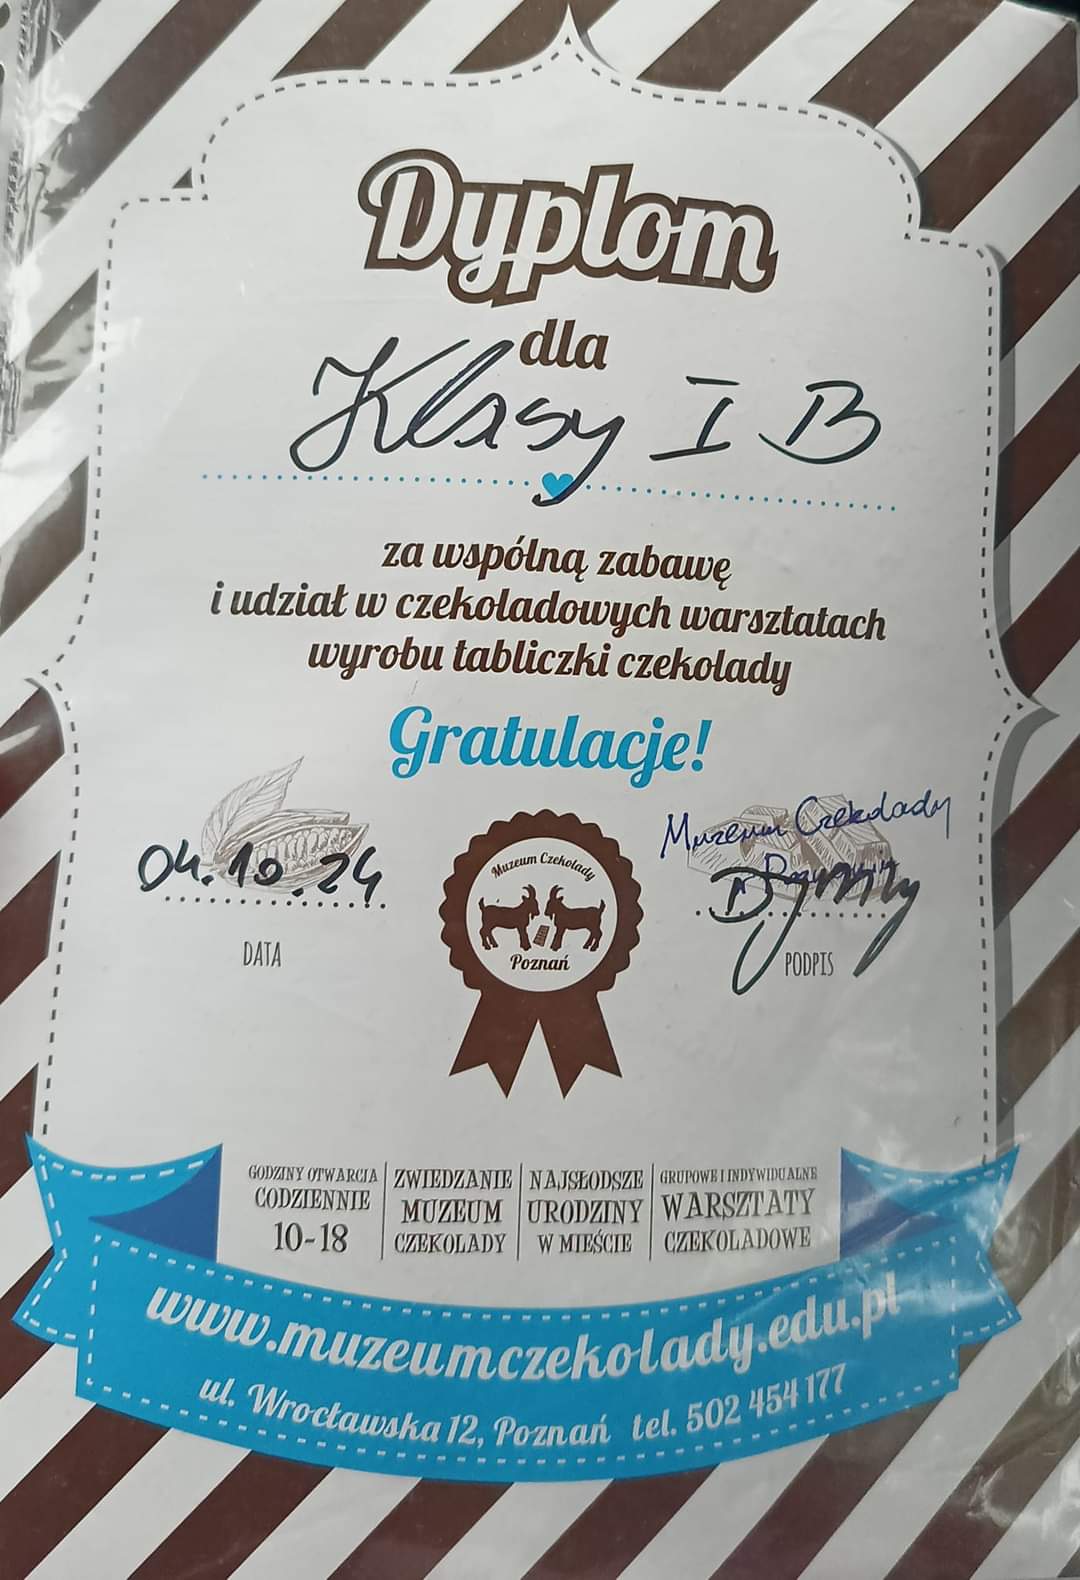 Dyplom
dla
Klasy I B
za wspólną zabawę
i udział w czekoladowych warsztatach
wyrobu tabliczki czekolady
Gratulacje!
04.10.24
DATA
Muzeum Czekolady
Poznań
Muzeum Czekolady
w Poznaniu
PODPIS
GODZINY OTWARCIA
CODZIENNIE
10-18
ZWIEDZANIE
MUZEUM
CZEKOLADY
NAJSŁODSZE
URODZINY
W MIEŚCIE
GRUPOWE I INDYWIDUALNE
WARSZTATY
CZEKOLADOWE
www.muzeumczekolady.edu.pl
ul. Wrocławska 12, Poznań tel. 502 454 177